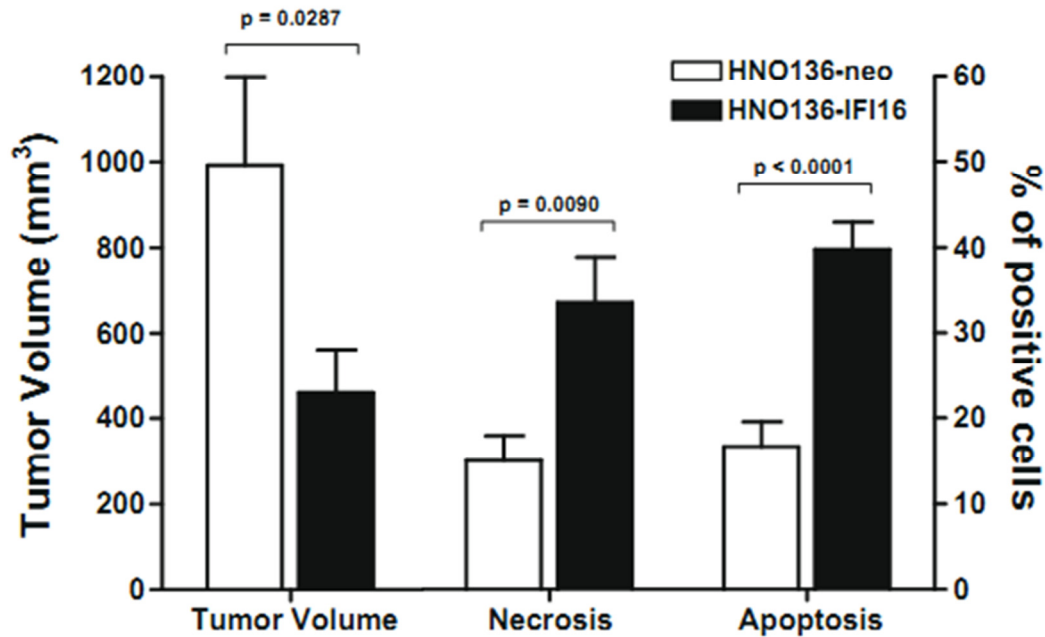 p = 0.0287
1200
1000
800
600
400
200
0
Tumor Volume (mm³)
HNO136-neo
HNO136-IFI16
p = 0.0090
p < 0.0001
60
50
40
30
20
10
0
% of positive cells
Tumor Volume
Necrosis
Apoptosis